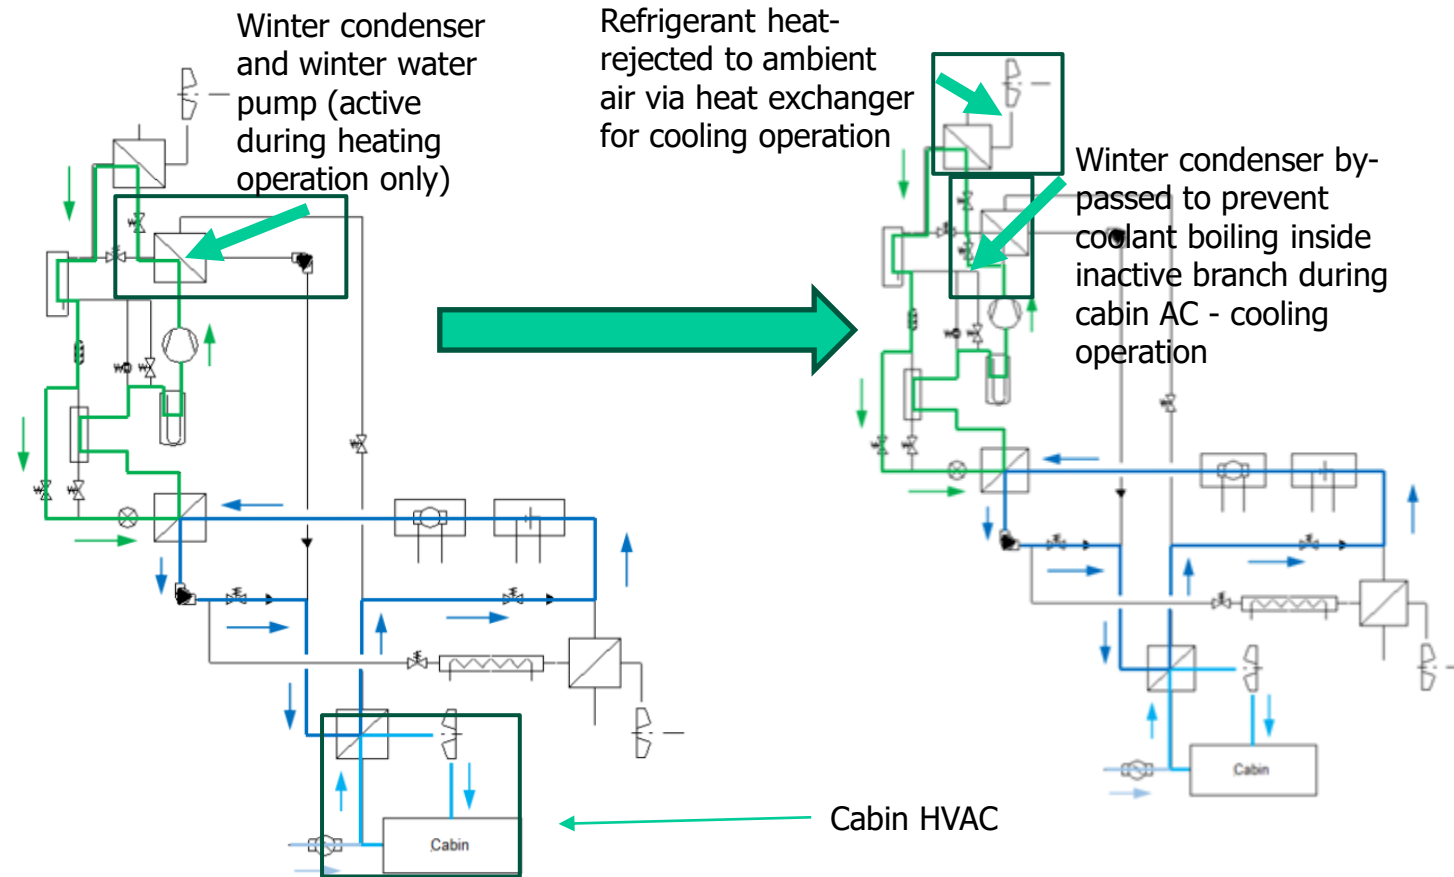 Winter condenser
and winter water
pump (active
during heating
operation only)
Refrigerant heat-
rejected to ambient
air via heat exchanger
for cooling operation
Winter condenser by-
passed to prevent
coolant boiling inside
inactive branch during
cabin AC - cooling
operation
Cabin
Cabin HVAC
Cabin